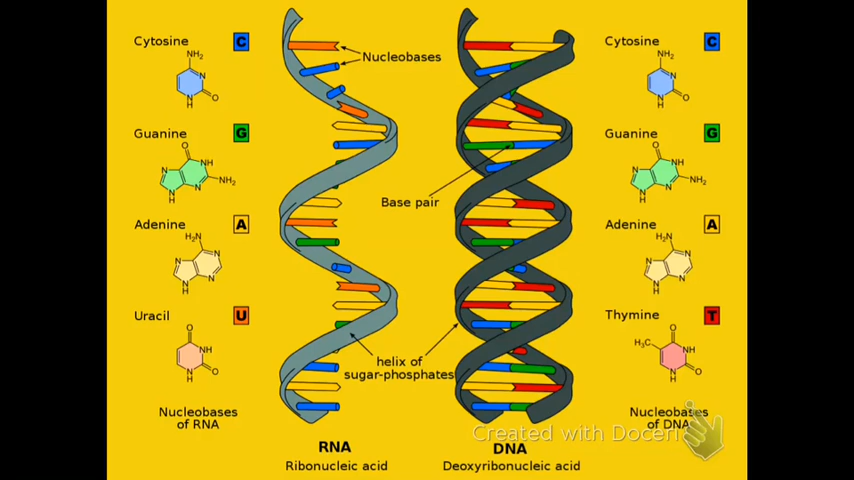 Cytosine C
NH₂
N
N
H
O
Guanine G
O
N
NH
N
H
N
NH₂
Adenine A
H₂N
N
N
N
H
N
Uracil U
O
NH
N
H
O
Nucleobases
of RNA
Nucleobases
Base pair
helix of
sugar-phosphates
RNA
Ribonucleic acid
DNA
Deoxyribonucleic acid
Cytosine C
NH₂
N
N
H
O
Guanine G
O
N
NH
N
H
N
NH₂
Adenine A
H₂N
N
N
N
H
N
Thymine T
O
H₃C
NH
N
H
O
Nucleobases
of DNA
Created with Doceri